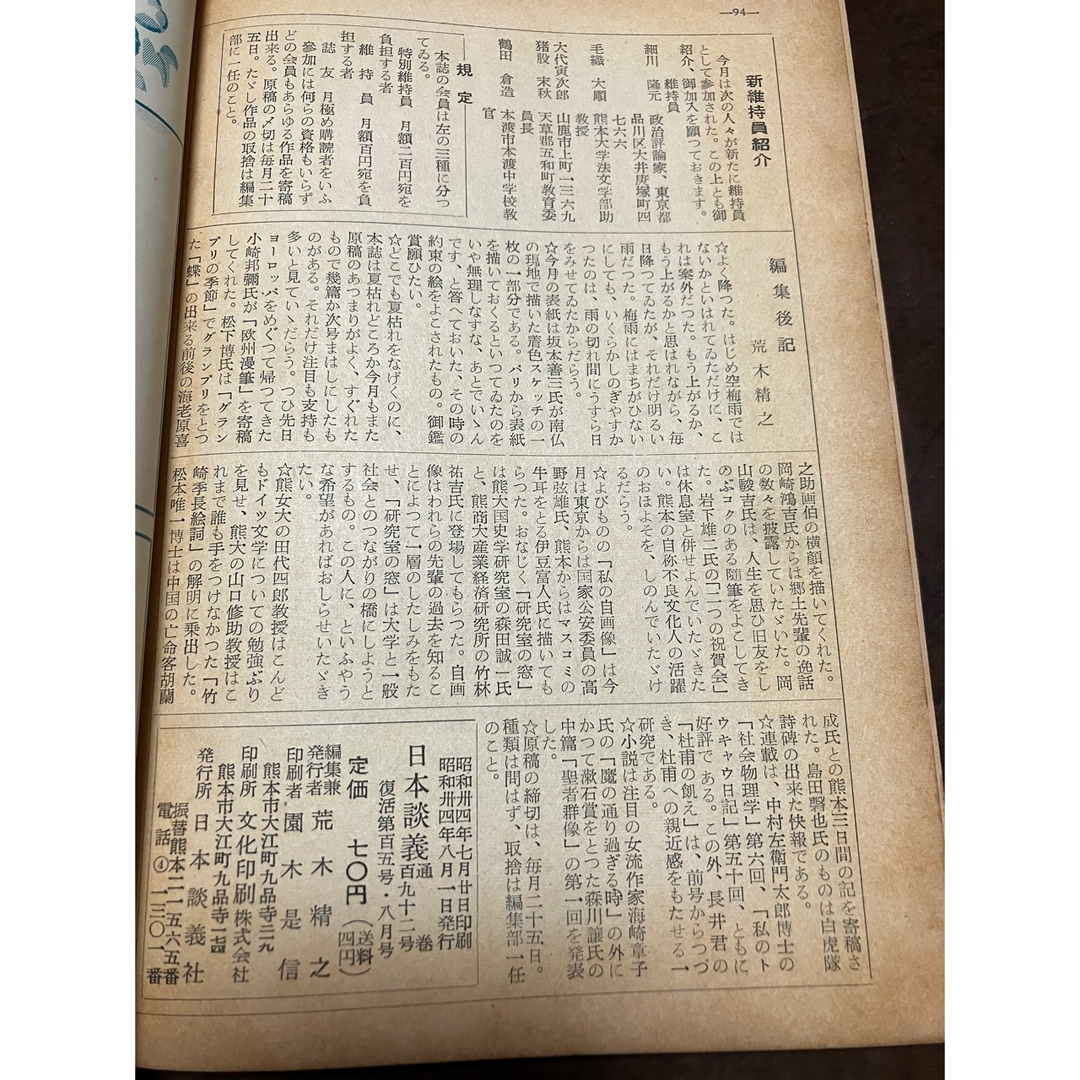 —94—
新維持員紹介
今月は次の人々が新たに維持員
として参加された。この上とも御
紹介、御加入を願つておきます。
維持員
細川　隆元　政治評論家、東京都
品川区大井庚塚町四
七六六
毛織　大順　熊本大学法文学部助
教授
大代寅次郎　山鹿市上町一三六九
猪股　末秋　天草郡五和町教育委
員長
鶴田　倉造　本渡市本渡中学校教
官
規定
本誌の会員は左の三種に分つ
てゐる。
特別維持員　月額二百円宛を
負担する者
維持員　月額百円宛を負
担する者
誌友　月極め購読者をいふ
参加には何らの資格もいらず
どの会員もあらゆる作品を寄稿
出来る。原稿の〆切は毎月二十
五日。たゞし作品の取捨は編集
部に一任のこと。
編集後記
荒木精之
☆よく降つた。はじめ空梅雨では
ないかといはれてゐただけに、こ
れは案外だつた。もう上がるか、
もう上がるかと思はれながら、毎
日降つてゐたが、それだけ明るい
雨だつた。梅雨にはまちがひない
にしても、いくらかしのぎやすか
つたのは、雨の切れ間にうすら日
をみせてゐたからだらう。
☆今月の表紙は坂本善三氏が南仏
の現地で描いた着色スケッチの一
枚の一部分である。パリから表紙
を描いておくるといつてゐたのを
いや無理しなすな、あとでいゝん
です、と答へておいた、その時の
約束の絵をよこされたもの。御鑑
賞願ひたい。
☆どこでも夏枯れをなげくのに、
本誌は夏枯れどころか今月もまた
原稿のあつまりがよく、すぐれた
もので幾篇か次号まはしにしたも
のがある。それだけ注目も支持も
多いと見ていゝだらう。つひ先日
ヨーロッパをめぐつて帰つてきた
小崎邦彌氏が「欧州漫筆」を寄稿
してくれた。松下博氏は「グラン
プリの季節」でグランプリをとつ
た「蝶」の出来る前後の海老原喜
之助画伯の横顔を描いてくれた。
岡崎鴻吉氏からは郷土先輩の逸話
の数々を披露していたゞいた。岡
山駿吉氏は、人生を思ひ旧友をし
のぶコクのある随筆をよこしてき
た。岩下雄二氏の「二つの祝賀会」
は休息室と併せよんでいたゞきた
い。熊本の自称不良文化人の活躍
のおほよそを、しのんでいたゞけ
るだらう。
☆よびものの「私の自画像」は今
月は東京からは国家公安委員の高
野弦雄氏、熊本からはマスコミの
牛耳をとる伊豆富人氏に描いても
らつた。おなじく「研究室の窓」
は熊大国史学研究室の森田誠一氏
と、熊商大産業経済研究所の竹林
祐吉氏に登場してもらつた。自画
像はわれらの先輩の過去を知るこ
とによつて一層のしたしみをもた
せ、「研究室の窓」は大学と一般
社会とのつながりの橋にしようと
するもの。この人に、といふやう
な希望があればおしらせいたゞき
たい。
☆熊女大の田代四郎教授はこんど
もドイツ文学についての勉強ぶり
を見せ、熊大の山口修助教授はこ
れまで誰も手をつけなかつた「竹
崎季長絵詞」の解明に乗出した。
松本唯一博士は中国の亡命客胡蘭
成氏との熊本三日間の記を寄稿さ
れた。島田磬也氏のものは白虎隊
詩碑の出来た快報である。
☆連載は、中村左衛門太郎博士の
「社会物理学」第六回、「私のト
ウキャウ日記」第五十回、ともに
好評である。この外、長井君の
「杜甫の飢え」は、前号からつづ
き、杜甫への親近感をもたせる一
研究である。
☆小説は注目の女流作家海崎章子
氏の「魔の通り過ぎる時」の外に
かつて漱石賞をとつた森川譲氏の
中篇「聖者群像」の第一回を発表
した。
☆原稿の締切は、毎月二十五日。
種類は問はず、取捨は編集部一任
のこと。
昭和卅四年七月廿日印刷
昭和卅四年八月一日発行
日本談義　通巻百九十二号
復活第百五号・八月号
定価　七〇円（送料四円）
編集兼発行者　荒木精之
印刷者　園木是信
熊本市大江町九品寺二九
印刷所　文化印刷株式会社
熊本市大江町九品寺一四
発行所　日本談義社
振替熊本二一五六五番
電話④一三〇一番